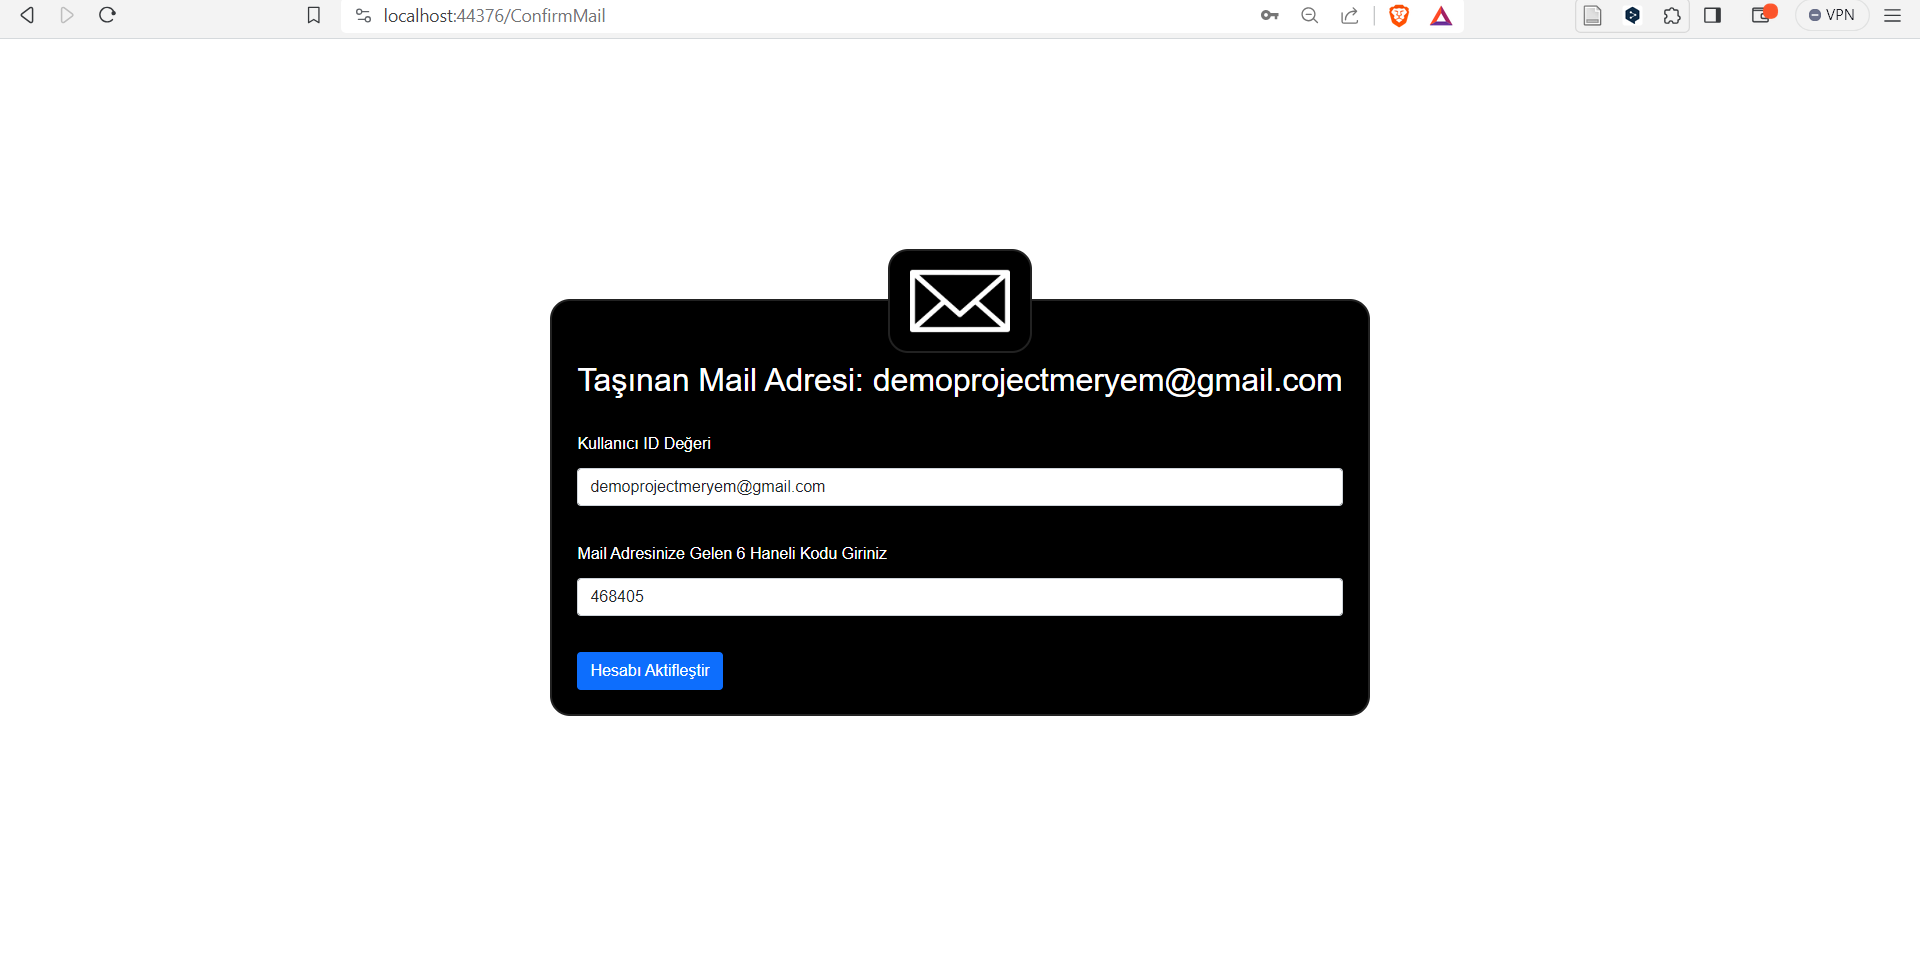 localhost:44376/ConfirmMail
VPN
Taşınan Mail Adresi: demoprojectmeryem@gmail.com
Kullanıcı ID Değeri
demoprojectmeryem@gmail.com
Mail Adresinize Gelen 6 Haneli Kodu Giriniz
468405
Hesabı Aktifleştir